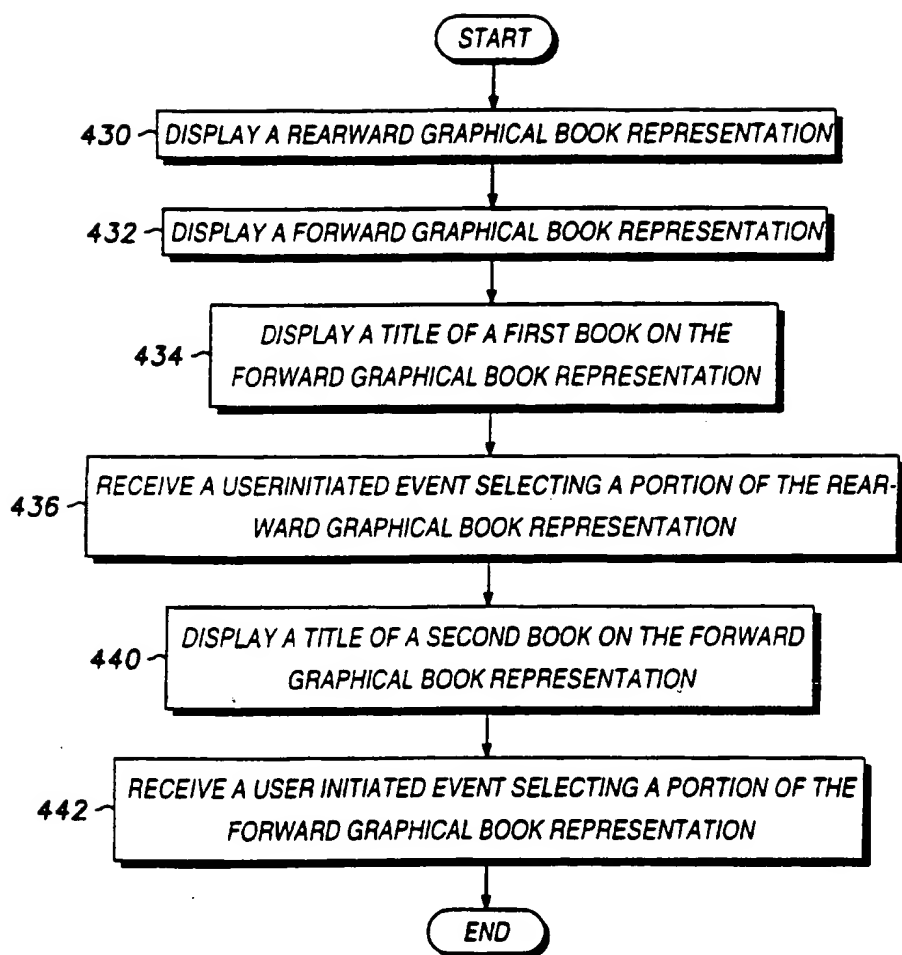 START
430 DISPLAY A REARWARD GRAPHICAL BOOK REPRESENTATION
432 DISPLAY A FORWARD GRAPHICAL BOOK REPRESENTATION
DISPLAY A TITLE OF A FIRST BOOK ON THE
434 FORWARD GRAPHICAL BOOK REPRESENTATION
RECEIVE A USERINITIATED EVENT SELECTING A PORTION OF THE REAR-
436 WARD GRAPHICAL BOOK REPRESENTATION
DISPLAY A TITLE OF A SECOND BOOK ON THE FORWARD
440 GRAPHICAL BOOK REPRESENTATION
RECEIVE A USER INITIATED EVENT SELECTING A PORTION OF THE
442 FORWARD GRAPHICAL BOOK REPRESENTATION
END